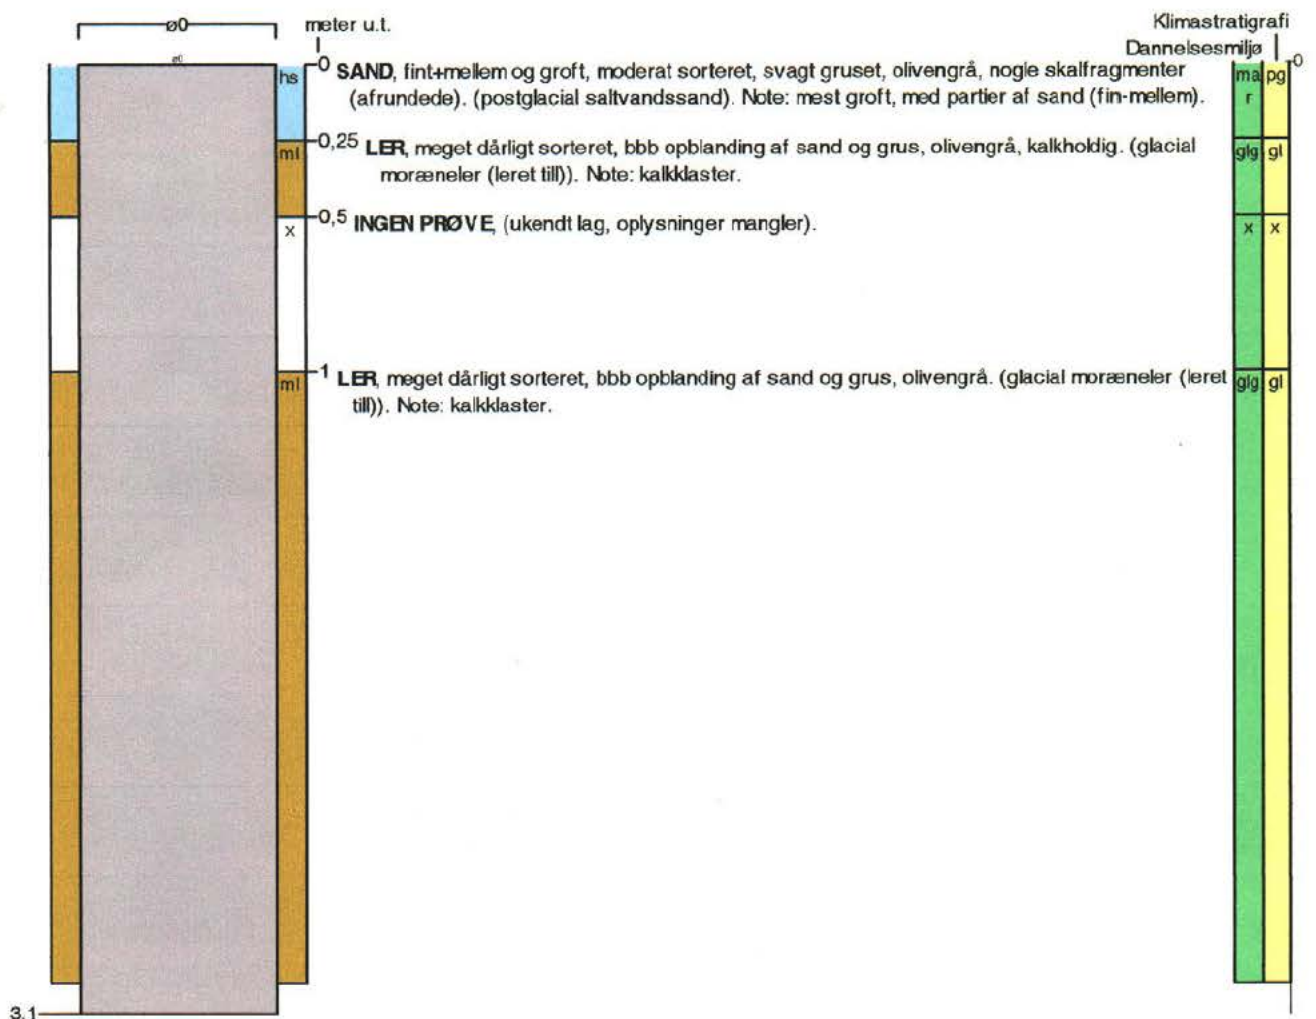 ø0
meter u.t.
Klimastratigrafi
Dannelsesmiljø
ø0
0
0
hs
SAND, fint+mellem og groft, moderat sorteret, svagt gruset, olivengrå, nogle skalfragmenter
(afrundede). (postglacial saltvandssand). Note: mest groft, med partier af sand (fin-mellem).
ma pg
r
0,25
ml
LER, meget dårligt sorteret, bbb opblanding af sand og grus, olivengrå, kalkholdig. (glacial
moræneler (leret till)). Note: kalkklaster.
glg gl
0,5
x
INGEN PRØVE, (ukendt lag, oplysninger mangler).
x x
1
ml
LER, meget dårligt sorteret, bbb opblanding af sand og grus, olivengrå. (glacial moræneler (leret
till)). Note: kalkklaster.
glg gl
3.1